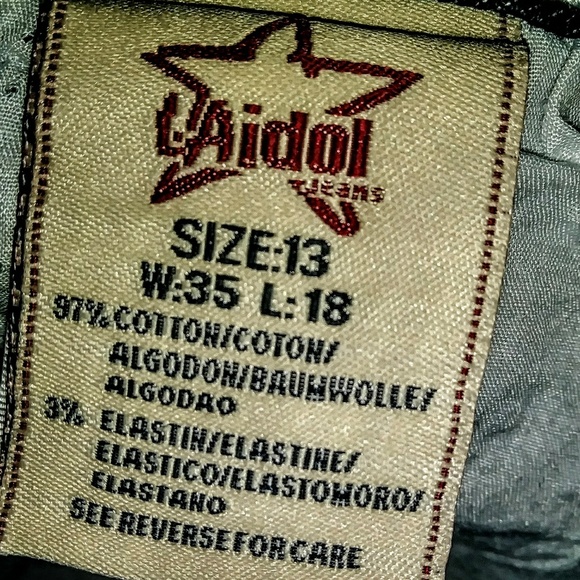 L'Aidol
JEANS
SIZE:13
W:35 L:18
97% COTTON/COTON/
ALGODON/BAUMWOLLE/
ALGODAO
3% ELASTIN/ELASTINE/
ELASTICO/ELASTOMORO/
ELASTANO
SEE REVERSE FOR CARE